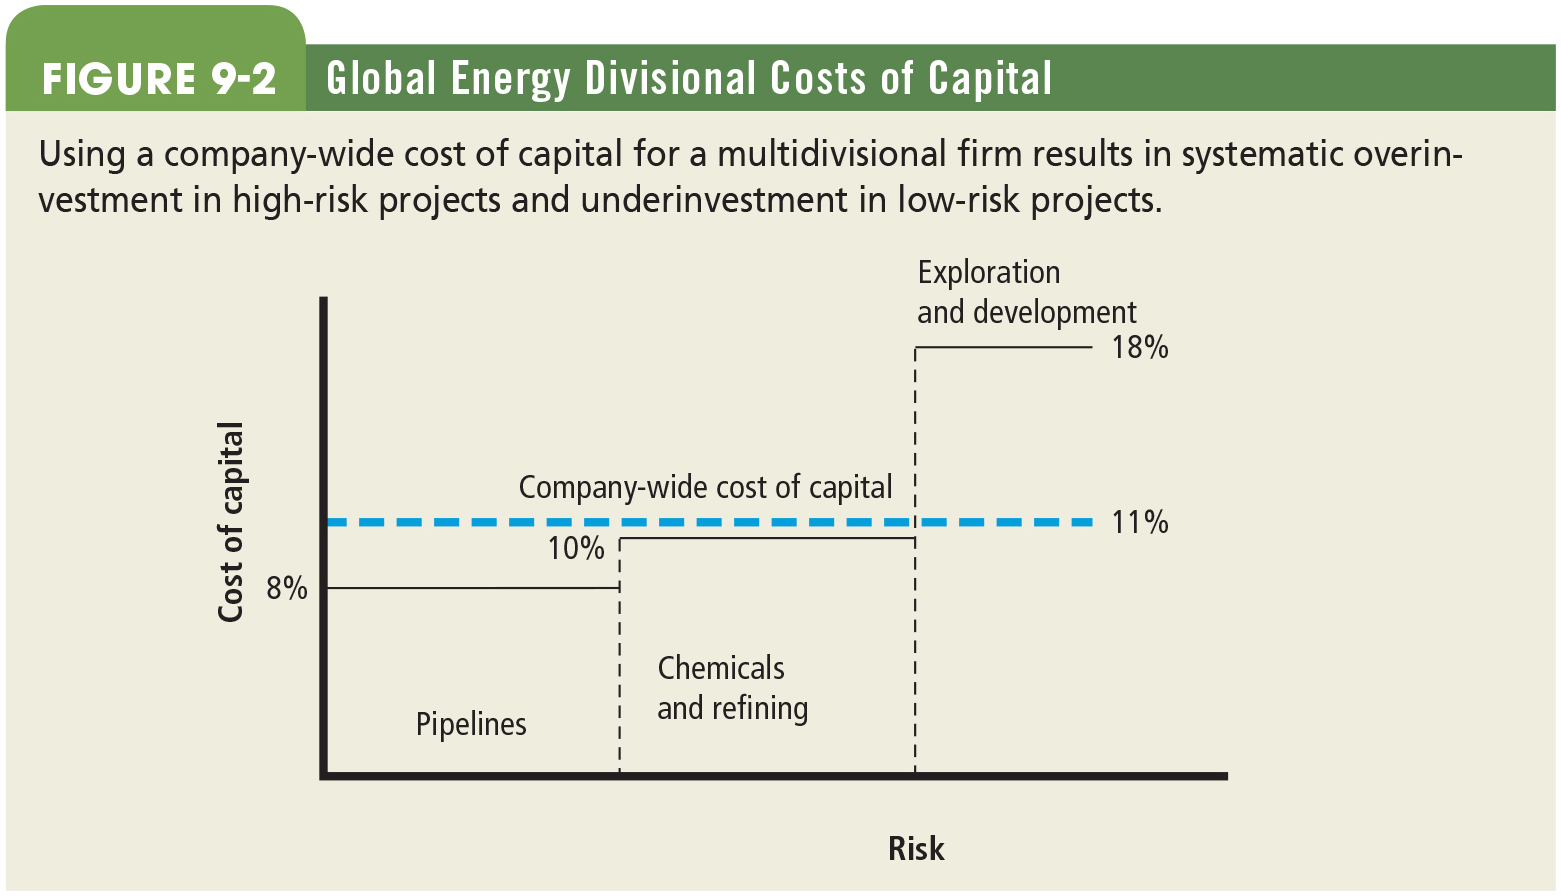 FIGURE 9-2
Global Energy Divisional Costs of Capital
Using a company-wide cost of capital for a multidivisional firm results in systematic overin-
vestment in high-risk projects and underinvestment in low-risk projects.
Exploration
and development
18%
Company-wide cost of capital
11%
10%
8%
Cost of capital
Chemicals
and refining
Pipelines
Risk